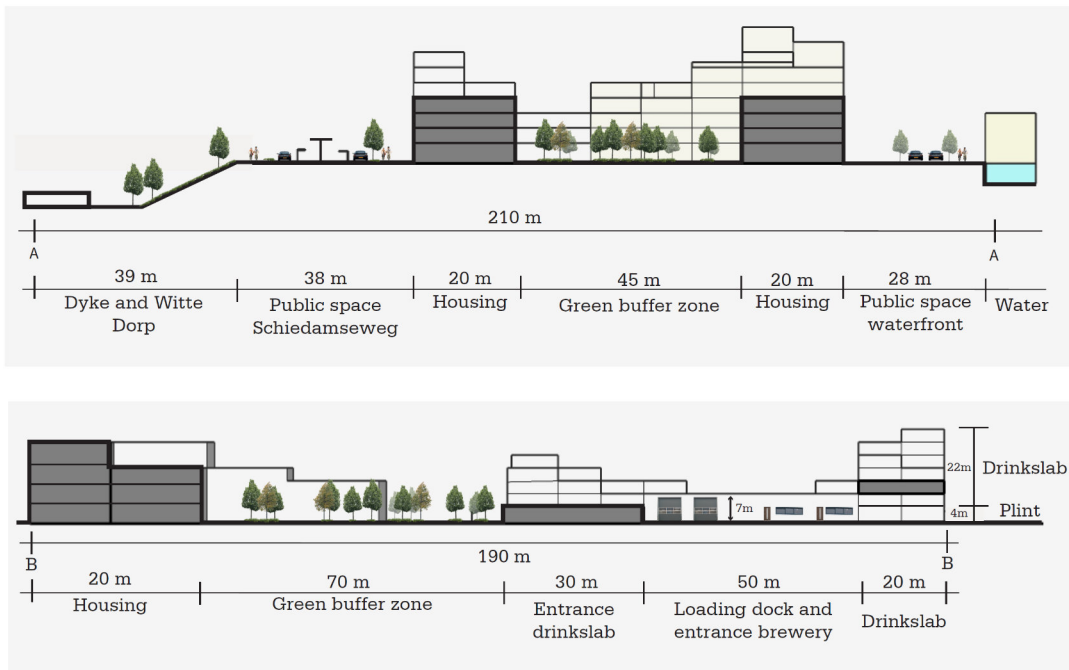 210 m
A
A
39 m
Dyke and Witte
Dorp
38 m
Public space
Schiedamseweg
20 m
Housing
45 m
Green buffer zone
20 m
Housing
28 m
Public space
waterfront
Water
22m
Drinkslab
7m
4m
Plint
B
190 m
B
20 m
Housing
70 m
Green buffer zone
30 m
Entrance
drinkslab
50 m
Loading dock and
entrance brewery
20 m
Drinkslab